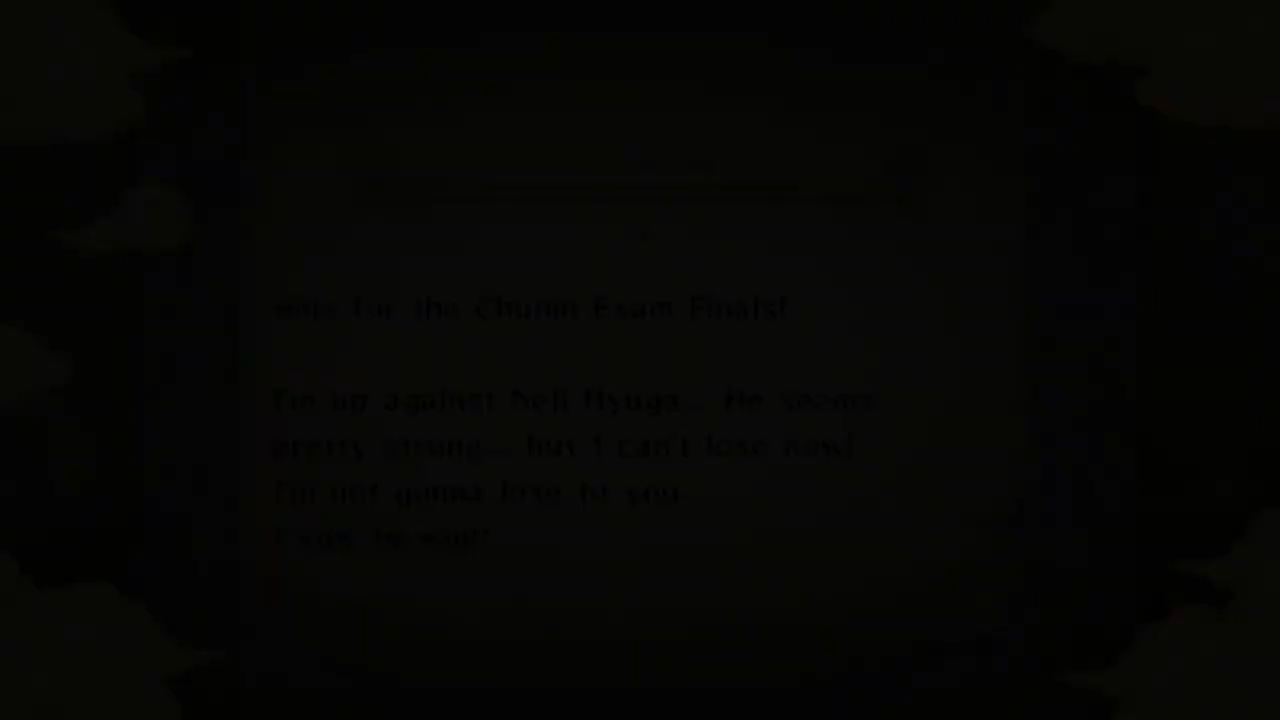 for the Chunin Exam Finals!
I'm up against Neji Hyuga... He seems
pretty strong... but I can't lose now!
I'm not gonna lose to you